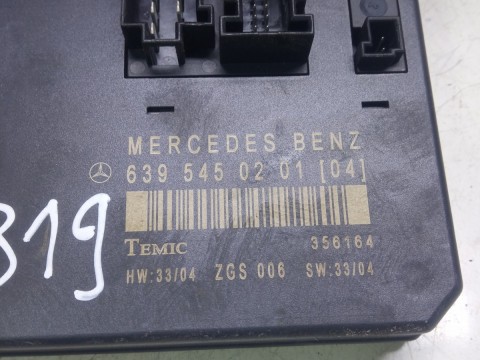 MERCEDES BENZ
639 545 02 01 [04]
TEMIC 356164
HW:33/04 ZGS 006 SW:33/04
319